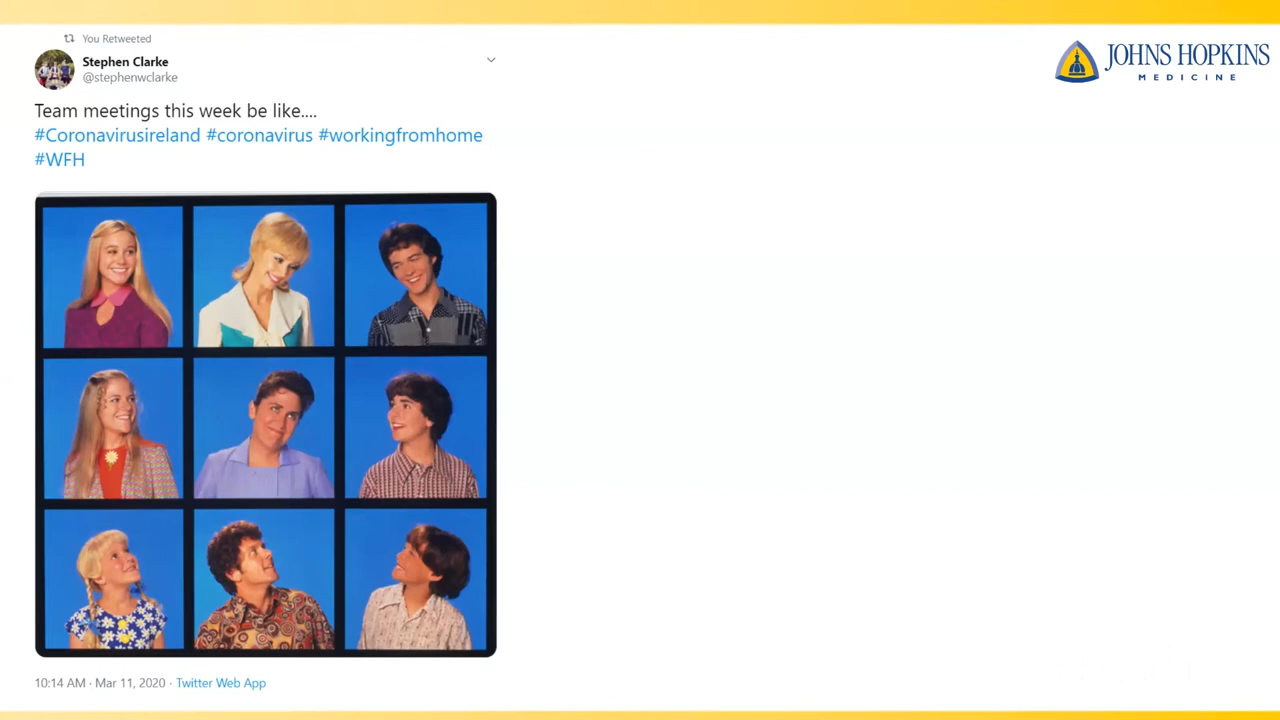 You Retweeted
Stephen Clarke
@stephenwclarke
Team meetings this week be like....
#Coronavirusireland #coronavirus #workingfromhome
#WFH
10:14 AM · Mar 11, 2020 · Twitter Web App
JOHNS HOPKINS
MEDICINE